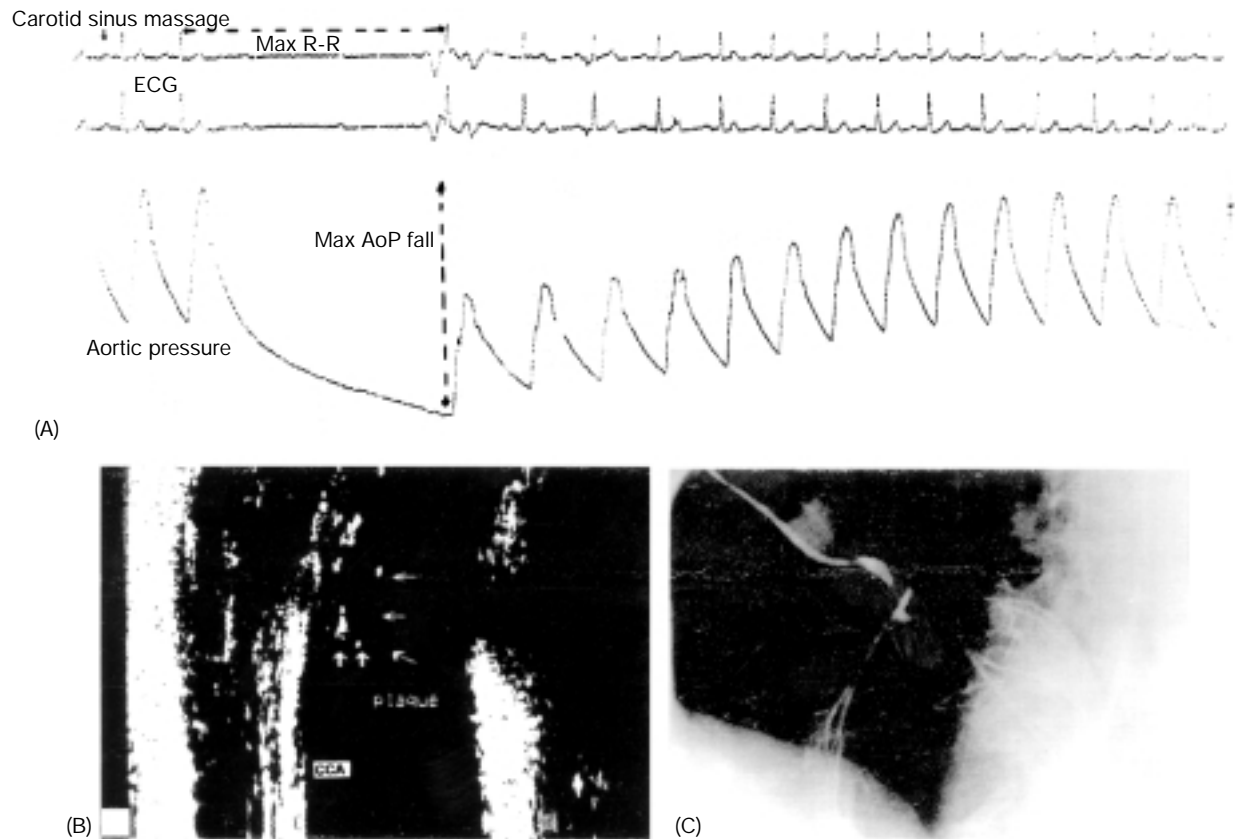 Carotid sinus massage
Max R-R
ECG
Max AoP fall
Aortic pressure
(A)
plaque
CCA
(B)
(C)